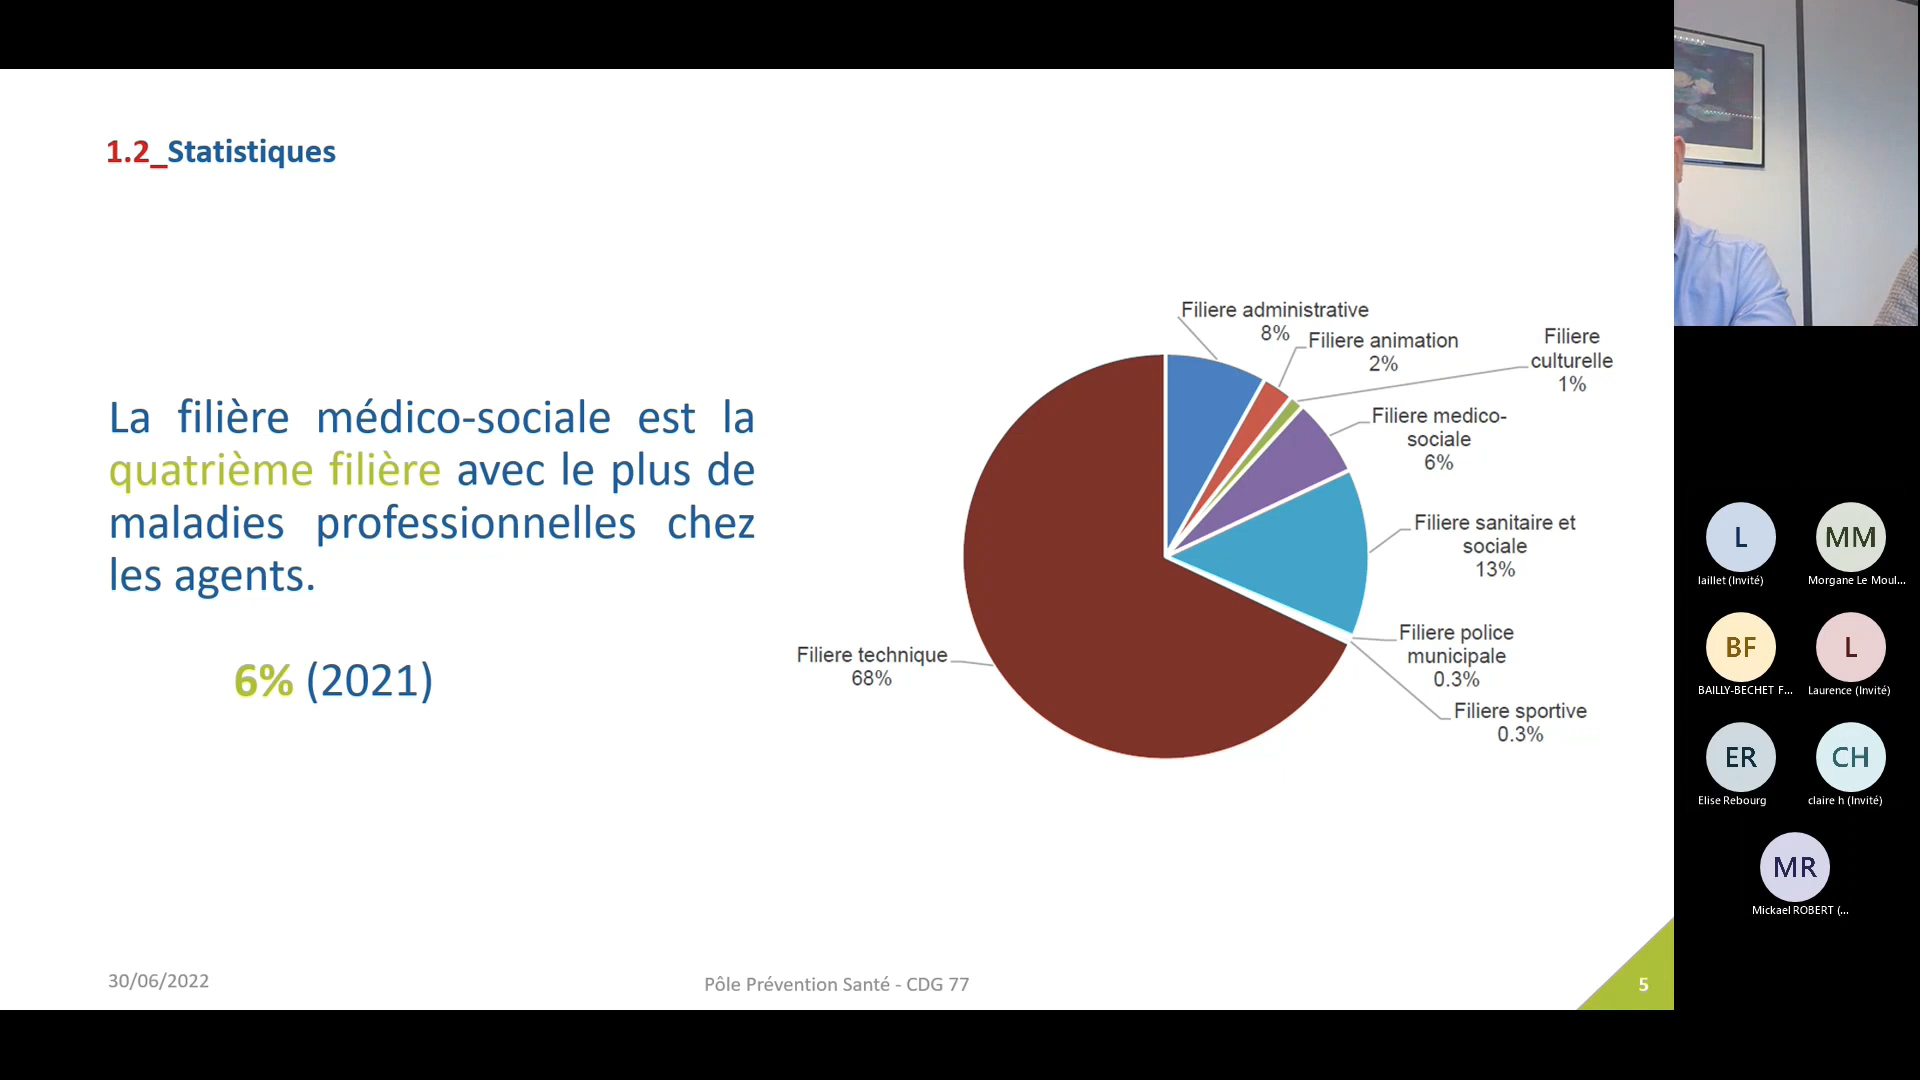 1.2_Statistiques
La filière médico-sociale est la
quatrième filière avec le plus de
maladies professionnelles chez
les agents.
6% (2021)
Filiere administrative
8%
Filiere animation
2%
Filiere
culturelle
1%
Filiere medico-
sociale
6%
Filiere sanitaire et
sociale
13%
Filiere police
municipale
0.3%
Filiere sportive
0.3%
Filiere technique
68%
30/06/2022
Pôle Prévention Santé - CDG 77
5
L
laillet (Invité)
MM
Morgane Le Moul...
BF
BAILLY-BECHET F...
L
Laurence (Invité)
ER
Elise Rebourg
CH
claire h (Invité)
MR
Mickael ROBERT (...